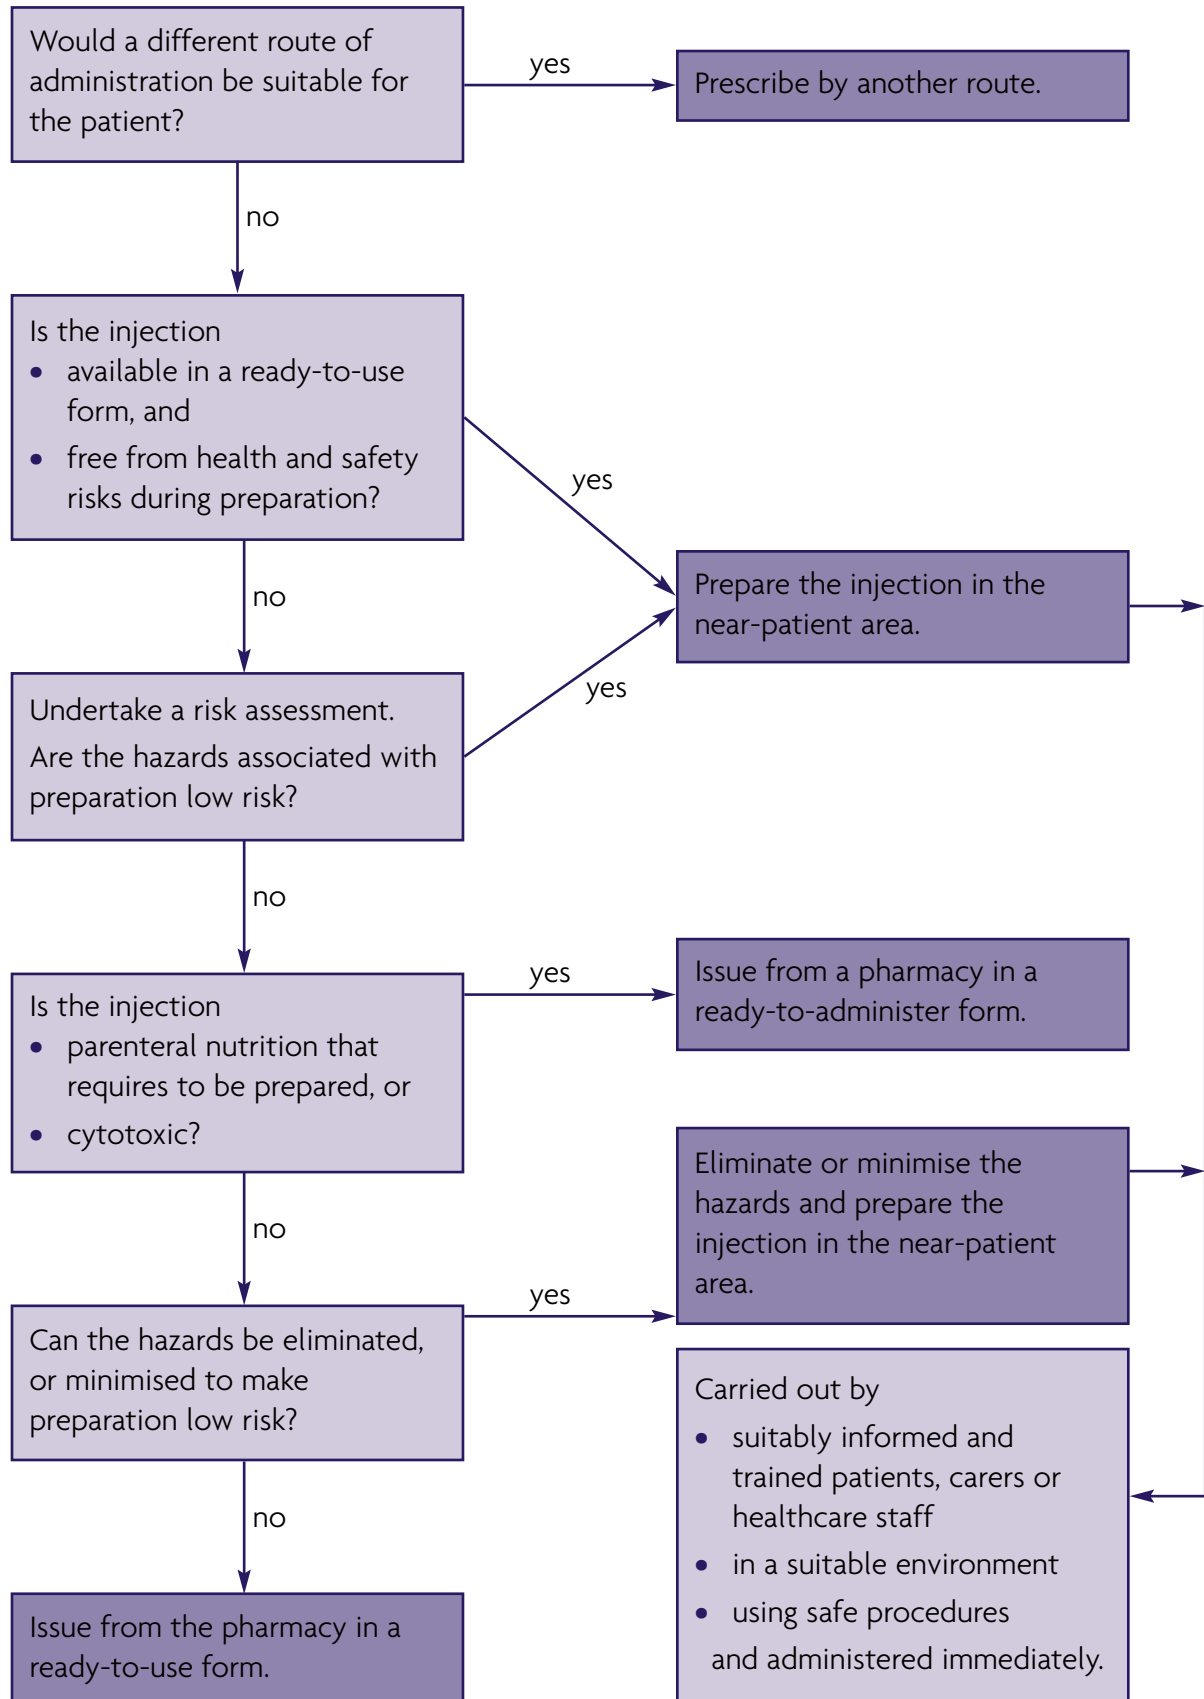 Would a different route of
administration be suitable for
the patient?
yes
Prescribe by another route.
no
Is the injection
• available in a ready-to-use
form, and
• free from health and safety
risks during preparation?
yes
no
Prepare the injection in the
near-patient area.
yes
Undertake a risk assessment.
Are the hazards associated with
preparation low risk?
no
Is the injection
• parenteral nutrition that
requires to be prepared, or
• cytotoxic?
yes
Issue from a pharmacy in a
ready-to-administer form.
no
Eliminate or minimise the
hazards and prepare the
injection in the near-patient
area.
Can the hazards be eliminated,
or minimised to make
preparation low risk?
yes
no
Carried out by
• suitably informed and
trained patients, carers or
healthcare staff
• in a suitable environment
• using safe procedures
and administered immediately.
Issue from the pharmacy in a
ready-to-use form.